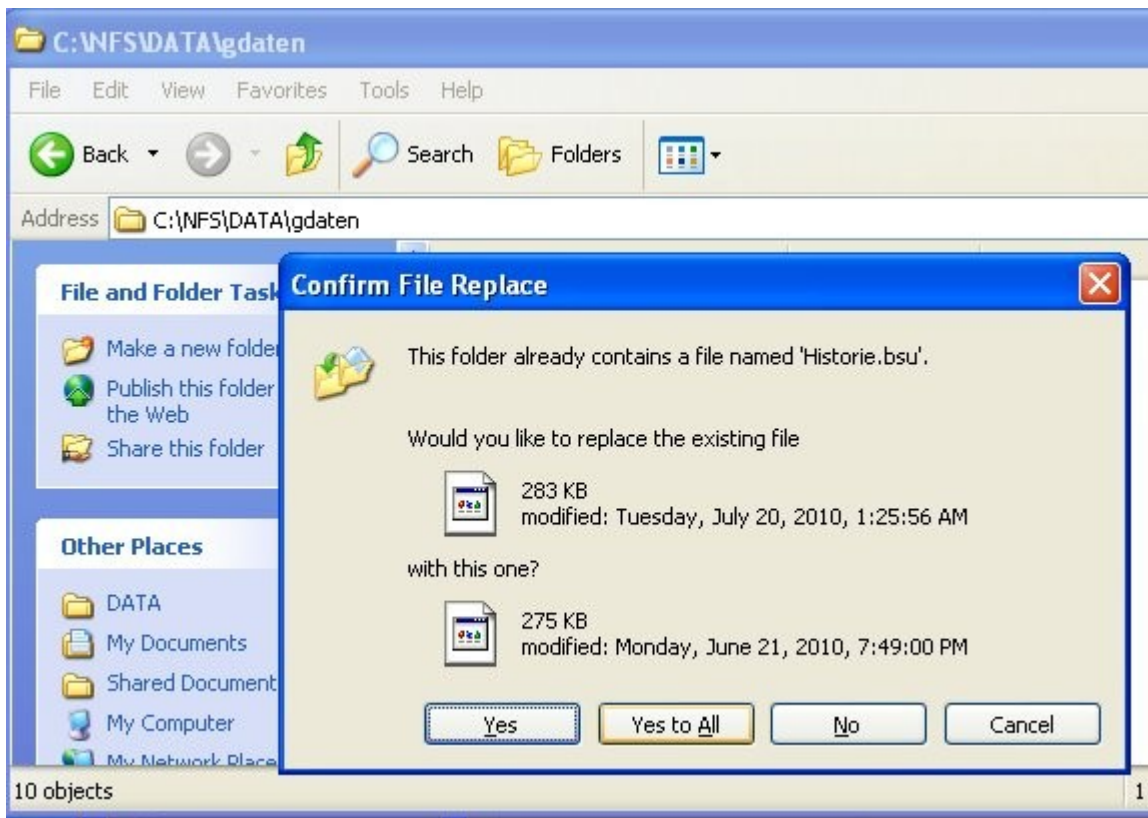 C:\NFS\DATA\gdaten
File Edit View Favorites Tools Help
Back Search Folders
Address C:\NFS\DATA\gdaten
File and Folder Task
Make a new folder
Publish this folder
the Web
Share this folder
Other Places
DATA
My Documents
Shared Document
My Computer
My Network Place
Confirm File Replace
This folder already contains a file named 'Historie.bsu'.
Would you like to replace the existing file
283 KB
modified: Tuesday, July 20, 2010, 1:25:56 AM
with this one?
275 KB
modified: Monday, June 21, 2010, 7:49:00 PM
Yes Yes to All No Cancel
10 objects 1